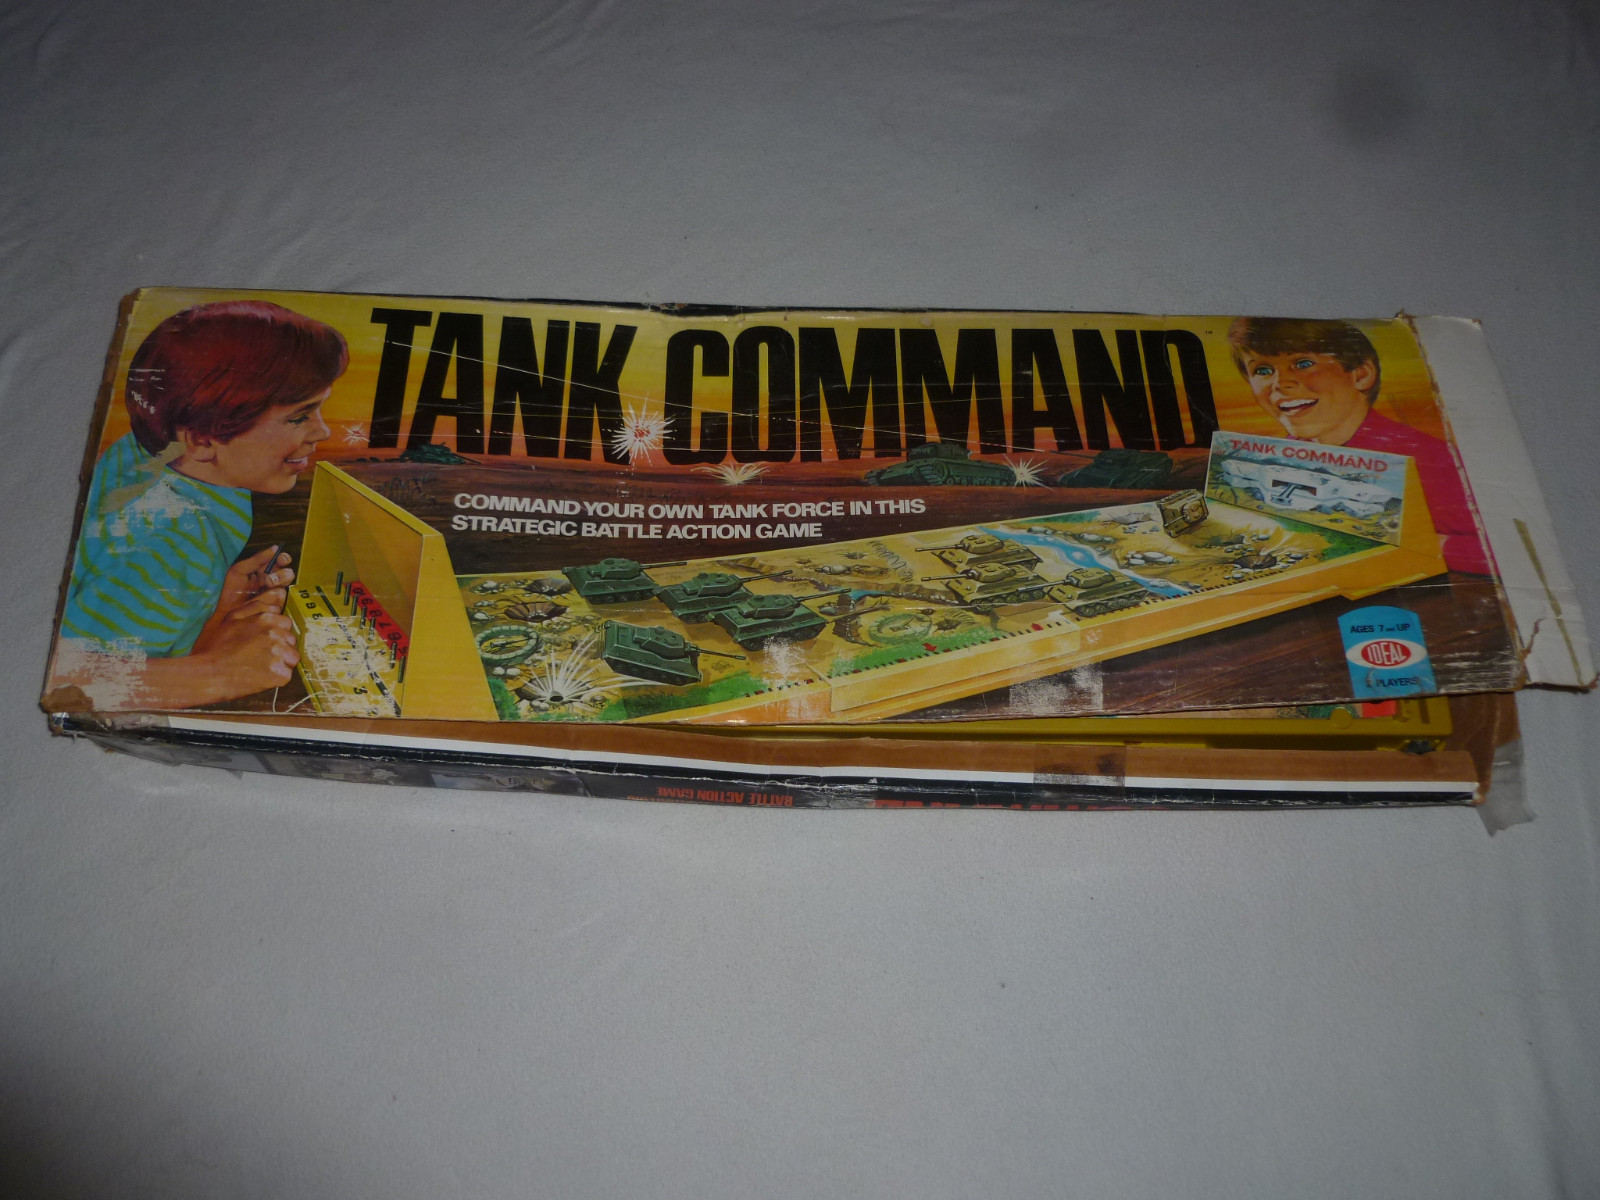 TANK COMMAND™
TANK COMMAND
COMMAND YOUR OWN TANK FORCE IN THIS
STRATEGIC BATTLE ACTION GAME
AGES 7 AND UP
IDEAL
2 PLAYERS
BATTLE ACTION GAME